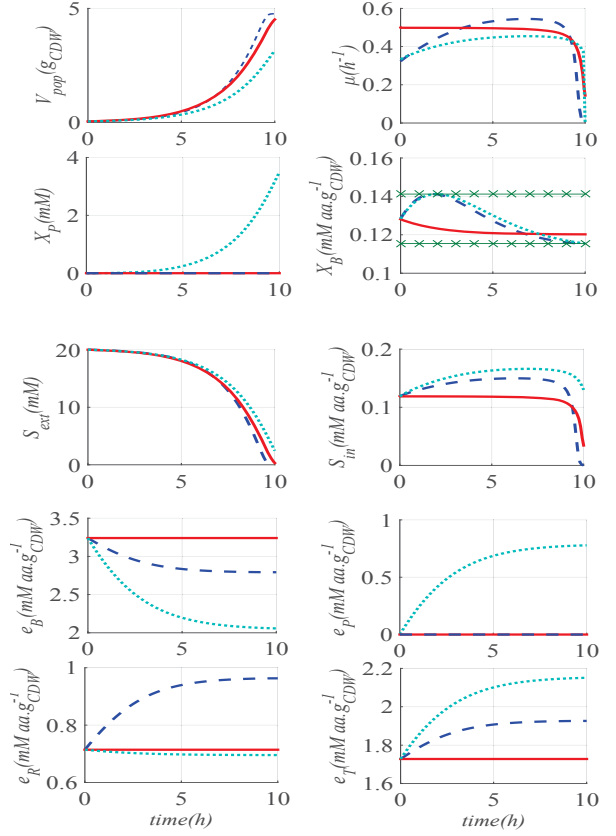 5
0
0 5 10
V_pop(g_CDW)
0.6
0.4
0.2
0
0 5 10
μ(h^-1)
4
2
0
0 5 10
X_P(mM)
0.16
0.14
0.12
0.1
0 5 10
X_B(mM aa.g^-1_CDW)
20
10
0
0 5 10
S_ext(mM)
0.2
0.1
0
0 5 10
S_in(mM aa.g^-1_CDW)
3.5
3
2.5
2
0 5 10
e_B(mM aa.g^-1_CDW)
1
0.5
0
0 5 10
e_P(mM aa.g^-1_CDW)
1
0.8
0.6
0 5 10
e_R(mM aa.g^-1_CDW)
time(h)
2.2
2
1.8
1.6
0 5 10
e_T(mM aa.g^-1_CDW)
time(h)